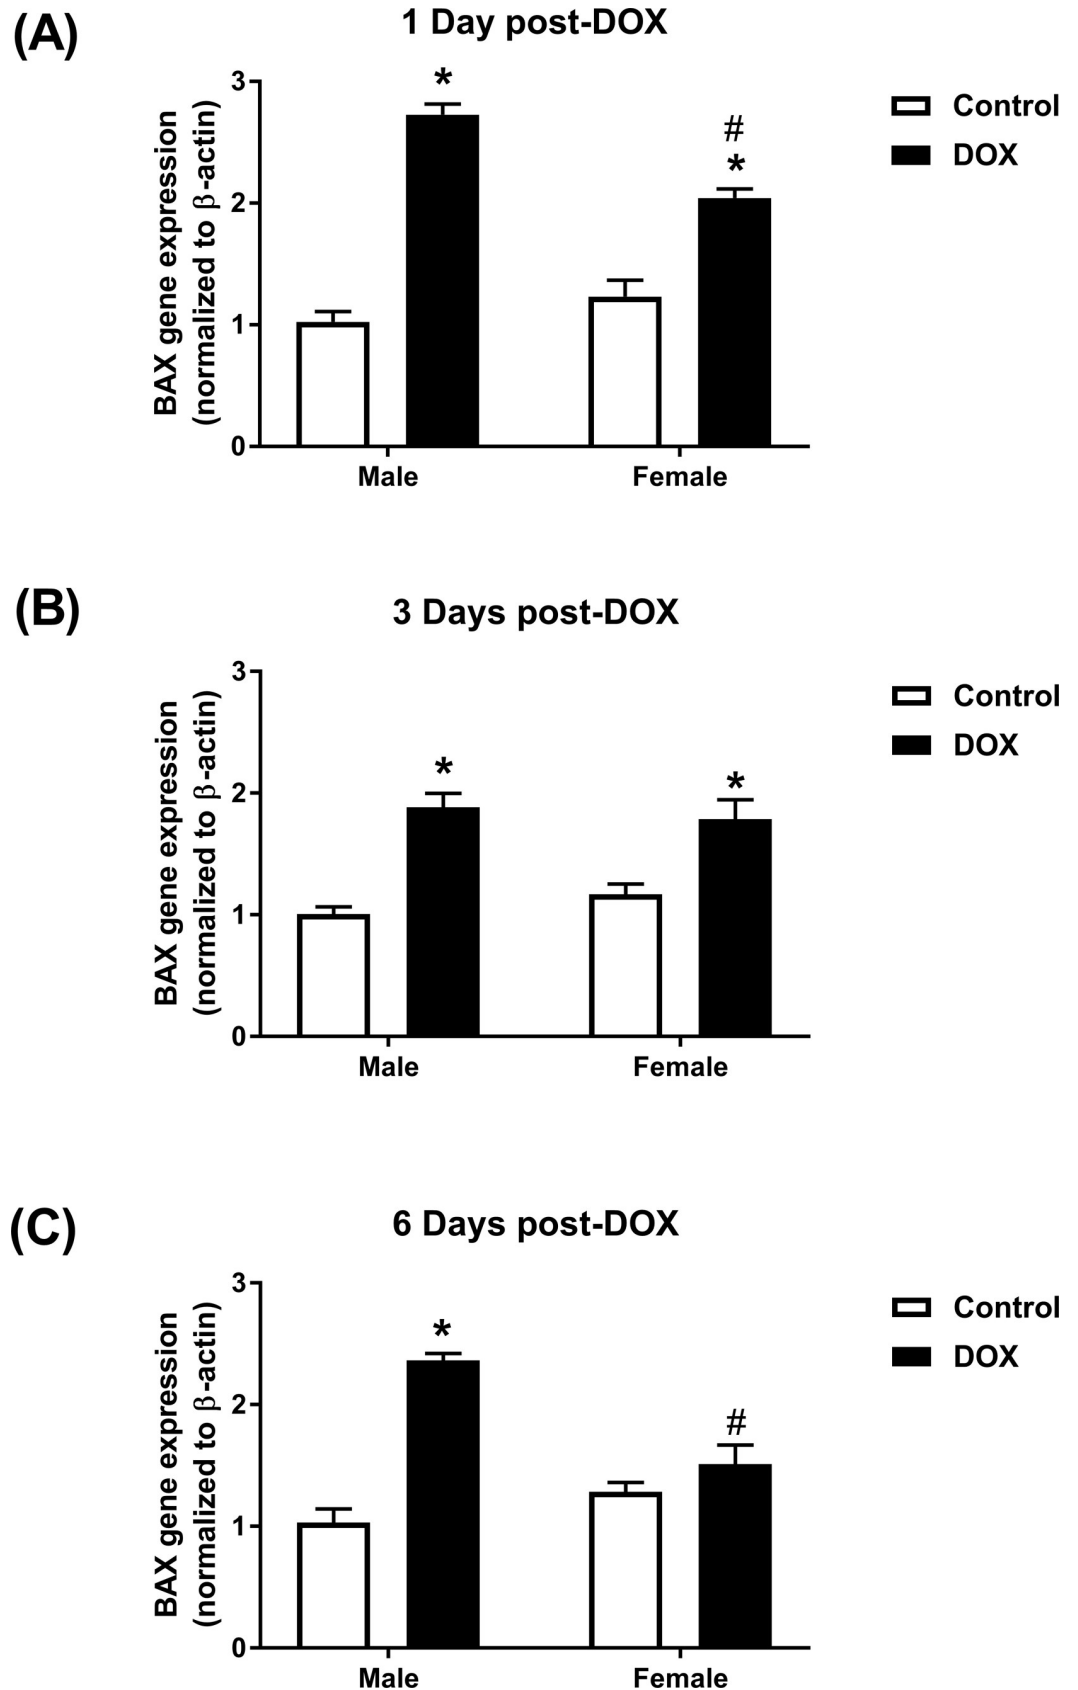 (A)
1 Day post-DOX
BAX gene expression
(normalized to β-actin)
3
2
1
0
*
#
*
Male
Female
Control
DOX
(B)
3 Days post-DOX
BAX gene expression
(normalized to β-actin)
3
2
1
0
*
*
Male
Female
Control
DOX
(C)
6 Days post-DOX
BAX gene expression
(normalized to β-actin)
3
2
1
0
*
#
Male
Female
Control
DOX